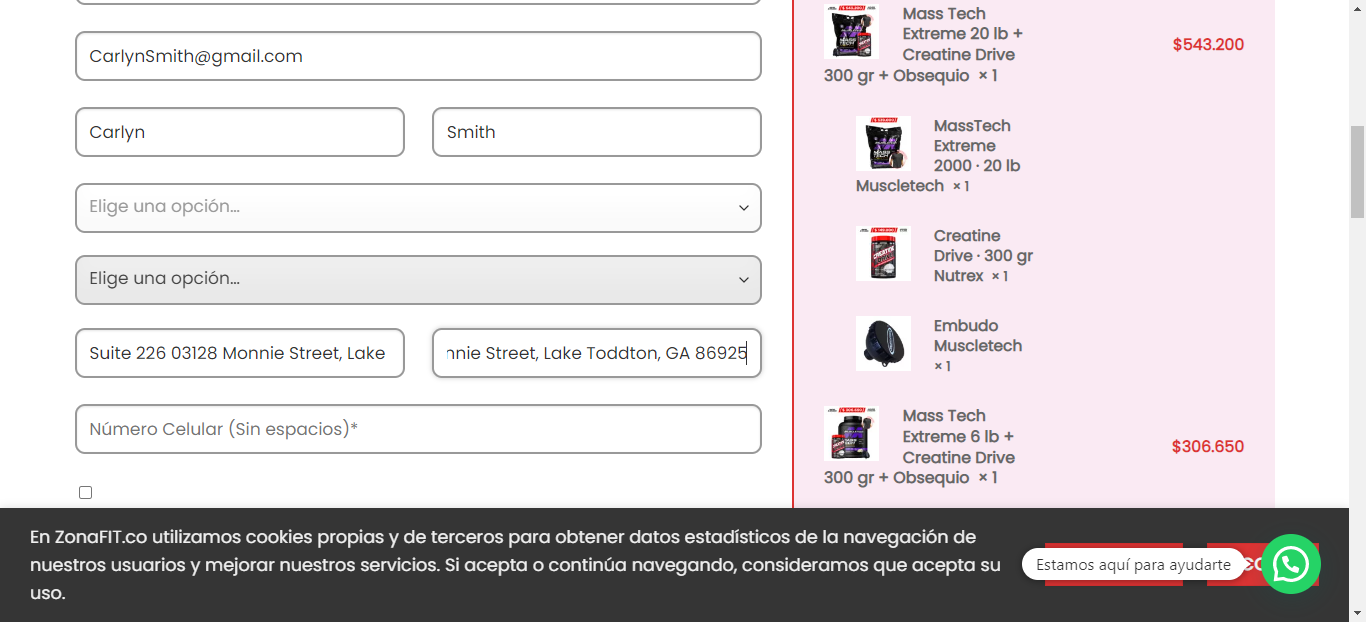 CarlynSmith@gmail.com
Carlyn
Smith
Elige una opción...
Elige una opción...
Suite 226 03128 Monnie Street, Lake
nnie Street, Lake Toddton, GA 86925
Número Celular (Sin espacios)*
Mass Tech
Extreme 20 lb +
Creatine Drive
300 gr + Obsequio × 1
$543.200
MassTech
Extreme
2000 · 20 lb
Muscletech × 1
Creatine
Drive · 300 gr
Nutrex × 1
Embudo
Muscletech
× 1
Mass Tech
Extreme 6 lb +
Creatine Drive
300 gr + Obsequio × 1
$306.650
En ZonaFIT.co utilizamos cookies propias y de terceros para obtener datos estadísticos de la navegación de
nuestros usuarios y mejorar nuestros servicios. Si acepta o continúa navegando, consideramos que acepta su
uso.
Estamos aquí para ayudarte